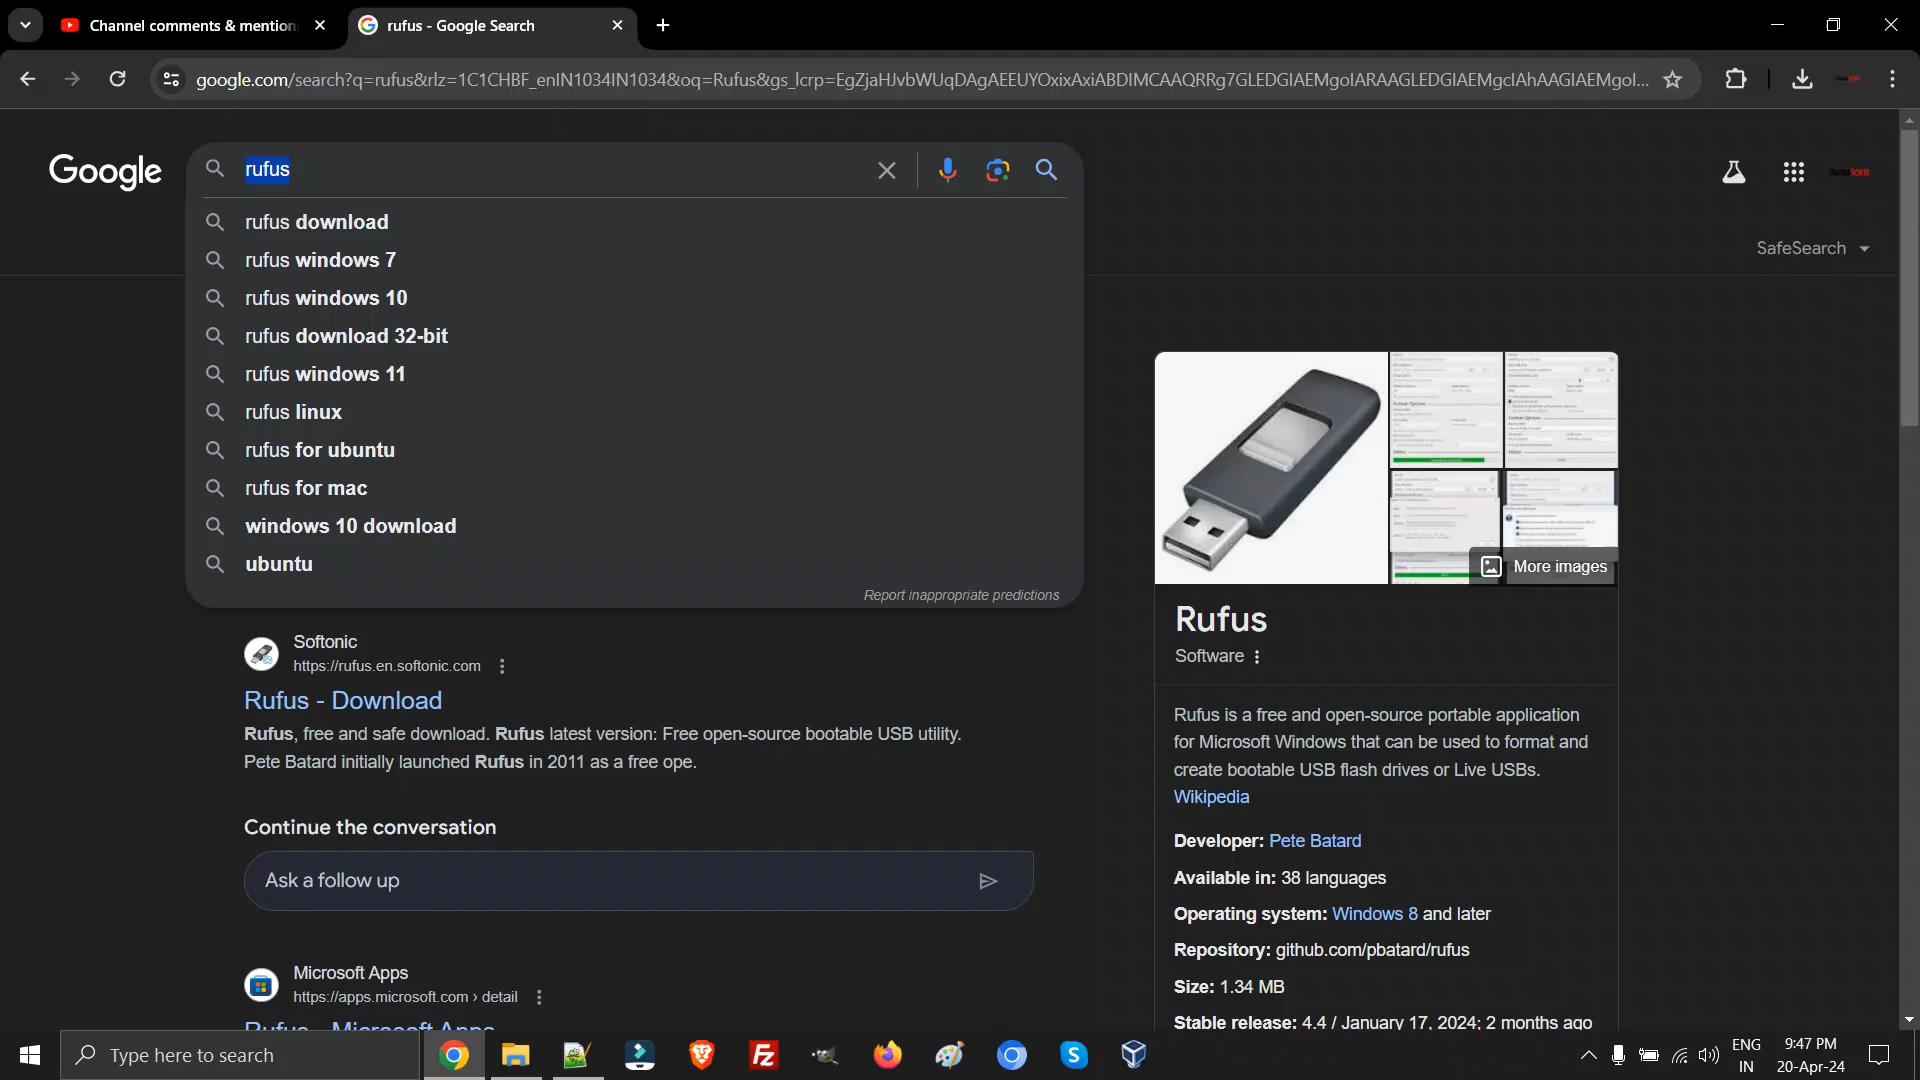 Channel comments & mention
rufus - Google Search
google.com/search?q=rufus&rlz=1C1CHBF_enIN1034IN1034&oq=Rufus&gs_lcrp=EgZjaHJvbWUqDAgAEEUYOxixAxiABDIMCAAQRRg7GLEDGIAEMgoIARAAGLEDGIAEMgcIAhAAGIAEMgoI...
Google
rufus
rufus download
rufus windows 7
rufus windows 10
rufus download 32-bit
rufus windows 11
rufus linux
rufus for ubuntu
rufus for mac
windows 10 download
ubuntu
Report inappropriate predictions
SafeSearch
Softonic
https://rufus.en.softonic.com
Rufus - Download
Rufus, free and safe download. Rufus latest version: Free open-source bootable USB utility.
Pete Batard initially launched Rufus in 2011 as a free ope.
Continue the conversation
Ask a follow up
Microsoft Apps
https://apps.microsoft.com › detail
Rufus - Microsoft Apps
More images
Rufus
Software
Rufus is a free and open-source portable application
for Microsoft Windows that can be used to format and
create bootable USB flash drives or Live USBs.
Wikipedia
Developer: Pete Batard
Available in: 38 languages
Operating system: Windows 8 and later
Repository: github.com/pbatard/rufus
Size: 1.34 MB
Stable release: 4.4 / January 17, 2024; 2 months ago
Type here to search
ENG
IN
9:47 PM
20-Apr-24